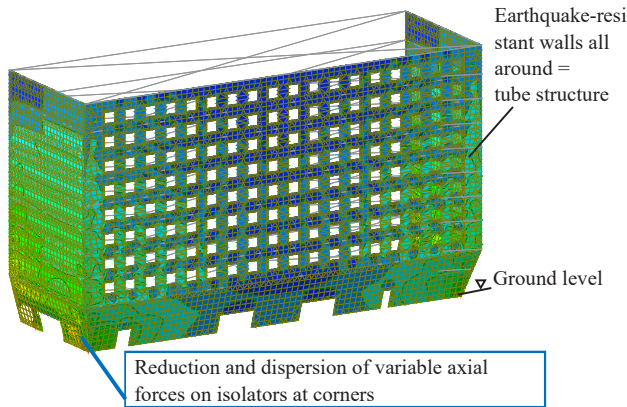 Earthquake-resi
stant walls all
around =
tube structure
Ground level
Reduction and dispersion of variable axial
forces on isolators at corners